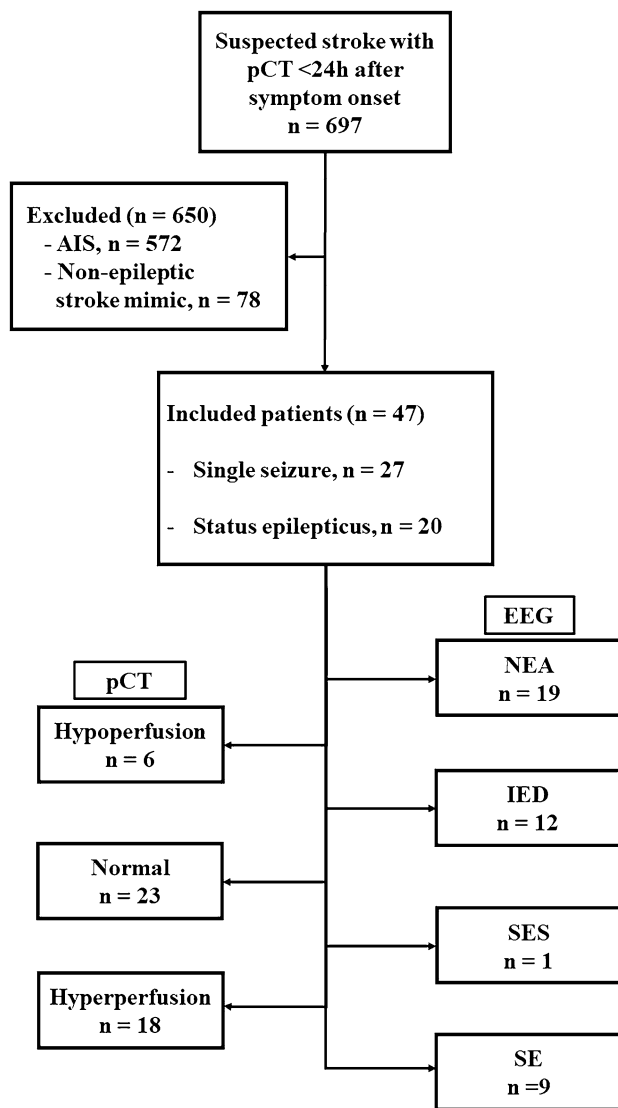 Suspected stroke with
pCT <24h after
symptom onset
n = 697
Excluded (n = 650)
- AIS, n = 572
- Non-epileptic
stroke mimic, n = 78
Included patients (n = 47)
- Single seizure, n = 27
- Status epilepticus, n = 20
pCT
Hypoperfusion
n = 6
Normal
n = 23
Hyperperfusion
n = 18
EEG
NEA
n = 19
IED
n = 12
SES
n = 1
SE
n =9